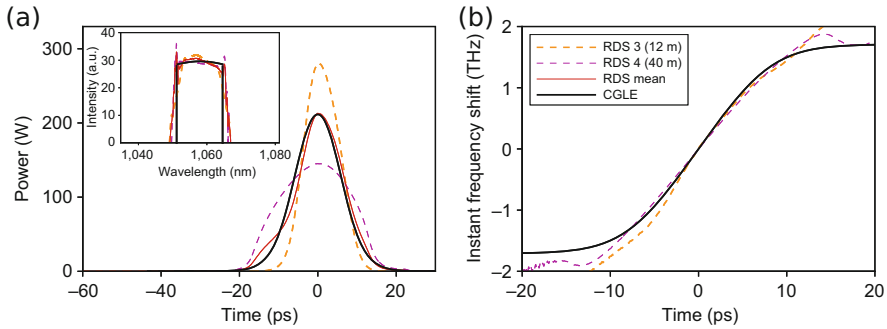 (a)
Power (W)
300
200
100
0
−60
−40
−20
0
20
Time (ps)
Intensity (a.u.)
40
30
20
10
0
1,040
1,060
1,081
Wavelength (nm)
(b)
Instant frequency shift (THz)
2
1
0
−1
−2
−20
−10
0
10
20
Time (ps)
RDS 3 (12 m)
RDS 4 (40 m)
RDS mean
CGLE